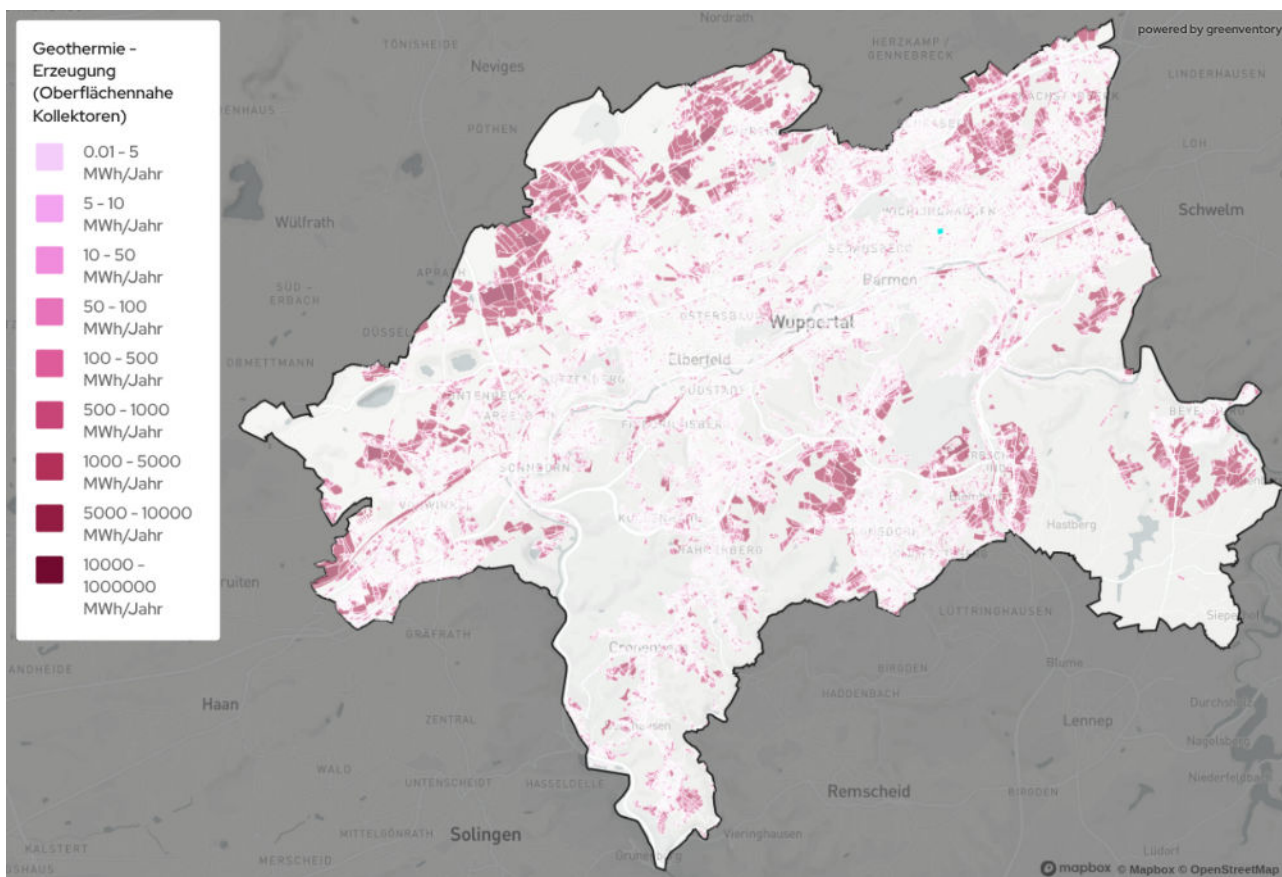 Geothermie -
Erzeugung
(Oberflächennahe
Kollektoren)
0.01 - 5
MWh/Jahr
5 - 10
MWh/Jahr
10 - 50
MWh/Jahr
50 - 100
MWh/Jahr
100 - 500
MWh/Jahr
500 - 1000
MWh/Jahr
1000 - 5000
MWh/Jahr
5000 - 10000
MWh/Jahr
10000 -
1000000
MWh/Jahr
powered by greenventory
Nordrath
TÖNISHEIDE
HERZKAMP /
GENNEBRECK
Neviges
LINDERHAUSEN
PÖTHEN
LOH
Schwelm
Wülfrath
APRATH
SÜD -
ERBACH
DÜSSEL
OBMETTMANN
Barmen
Wuppertal
Elberfeld
Hastberg
GRÄFRATH
LÜTTRINGHAUSEN
Blume
BIRGDEN
HADDENBACH
Haan
ZENTRAL
Lennep
WALD
UNTENSCHEIDT
HASSELDELLE
Remscheid
BIRGDEN
Nagelsberg
MITTELGÖNRATH
Solingen
Vieringhausen
KALSTERT
MERSCHEID
Lüdorf
mapbox © Mapbox © OpenStreetMap